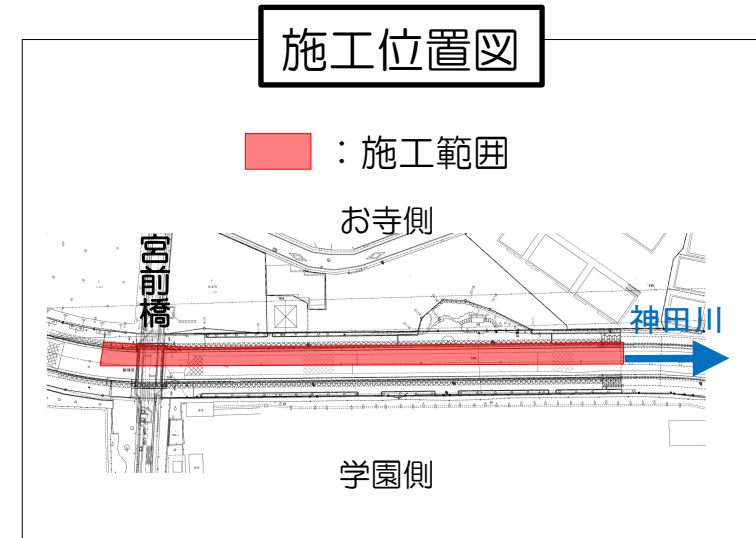 施工位置図
：施工範囲
お寺側
宮前橋
神田川
学園側